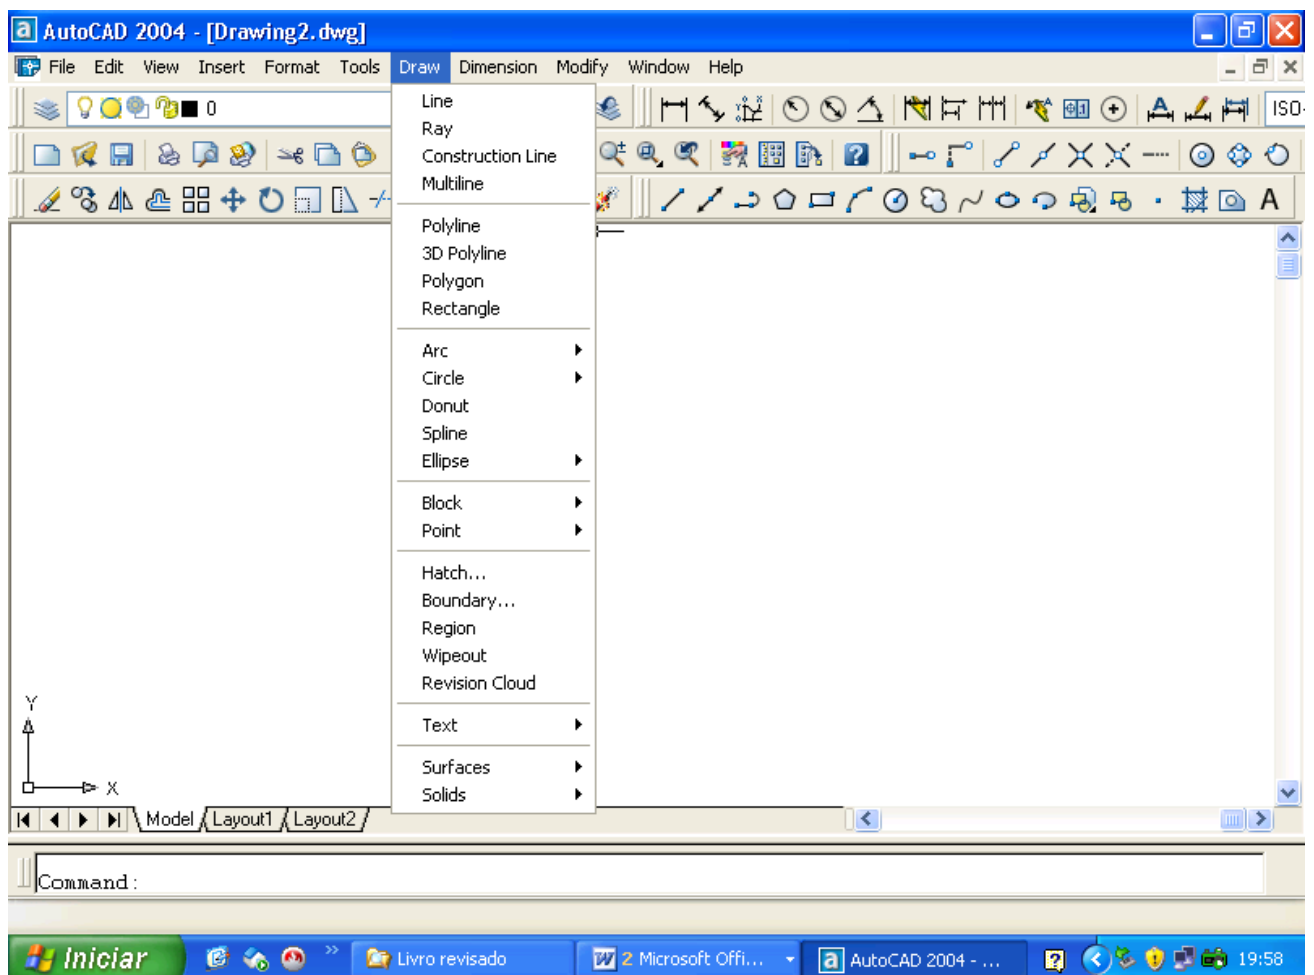 AutoCAD 2004 - [Drawing2.dwg]
File Edit View Insert Format Tools Draw Dimension Modify Window Help
0
ISO-
A
Line
Ray
Construction Line
Multiline
Polyline
3D Polyline
Polygon
Rectangle
Arc
Circle
Donut
Spline
Ellipse
Block
Point
Hatch...
Boundary...
Region
Wipeout
Revision Cloud
Text
Surfaces
Solids
Y
X
Model Layout1 Layout2
Command:
Iniciar Livro revisado 2 Microsoft Offi... AutoCAD 2004 - ... 19:58